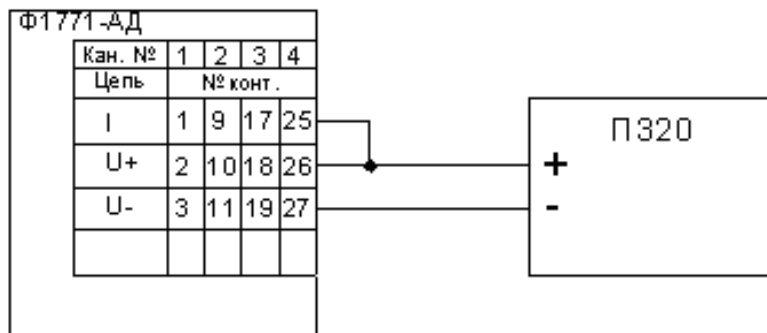 Ф1771-АД
Кан. № 1 2 3 4
Цепь № конт.
I 1 9 17 25
U+ 2 10 18 26
U- 3 11 19 27
П320
+
-